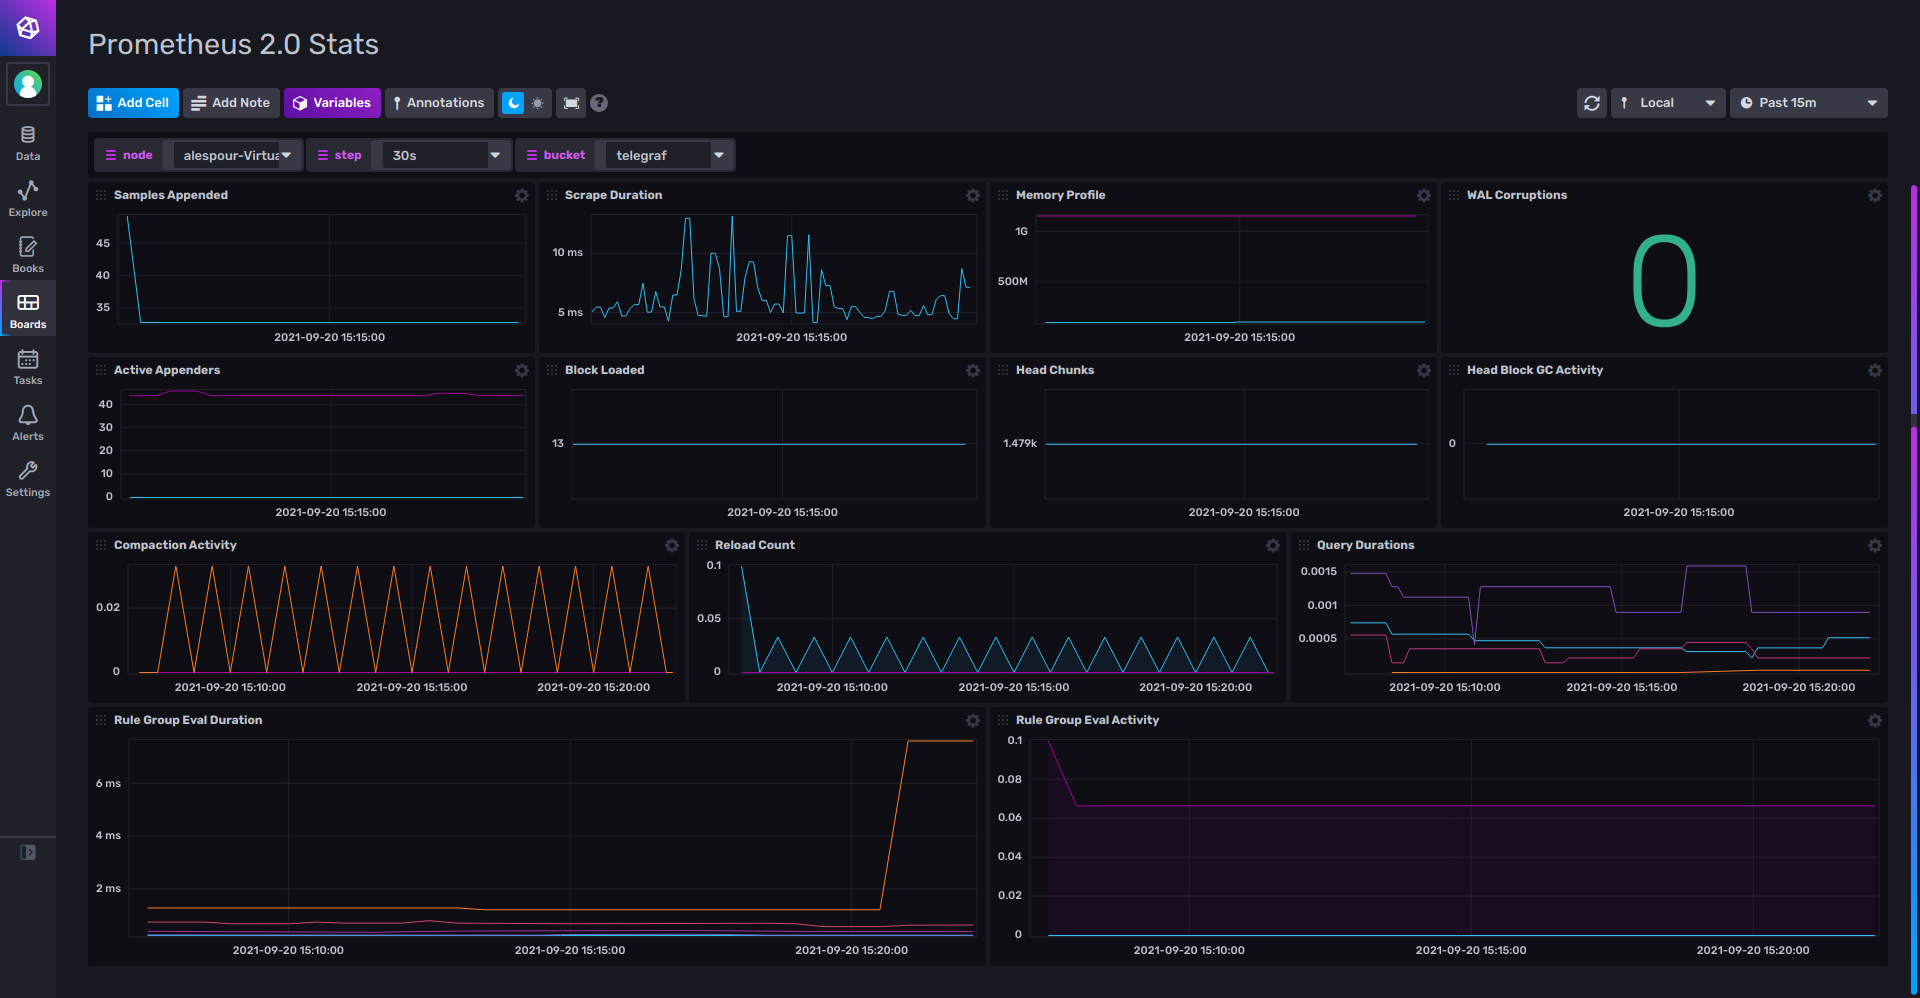 Prometheus 2.0 Stats
Add Cell
Add Note
Variables
Annotations
?
Local
Past 15m
Data
Explore
Books
Boards
Tasks
Alerts
Settings
node
alespour-Virtua
step
30s
bucket
telegraf
Samples Appended
45
40
35
2021-09-20 15:15:00
Scrape Duration
10 ms
5 ms
2021-09-20 15:15:00
Memory Profile
1G
500M
2021-09-20 15:15:00
WAL Corruptions
0
Active Appenders
40
30
20
10
0
2021-09-20 15:15:00
Block Loaded
13
2021-09-20 15:15:00
Head Chunks
1.479k
2021-09-20 15:15:00
Head Block GC Activity
0
2021-09-20 15:15:00
Compaction Activity
0.02
0
2021-09-20 15:10:00 2021-09-20 15:15:00 2021-09-20 15:20:00
Reload Count
0.1
0.05
0
2021-09-20 15:10:00 2021-09-20 15:15:00 2021-09-20 15:20:00
Query Durations
0.0015
0.001
0.0005
2021-09-20 15:10:00 2021-09-20 15:15:00 2021-09-20 15:20:00
Rule Group Eval Duration
6 ms
4 ms
2 ms
2021-09-20 15:10:00 2021-09-20 15:15:00 2021-09-20 15:20:00
Rule Group Eval Activity
0.1
0.08
0.06
0.04
0.02
0
2021-09-20 15:10:00 2021-09-20 15:15:00 2021-09-20 15:20:00